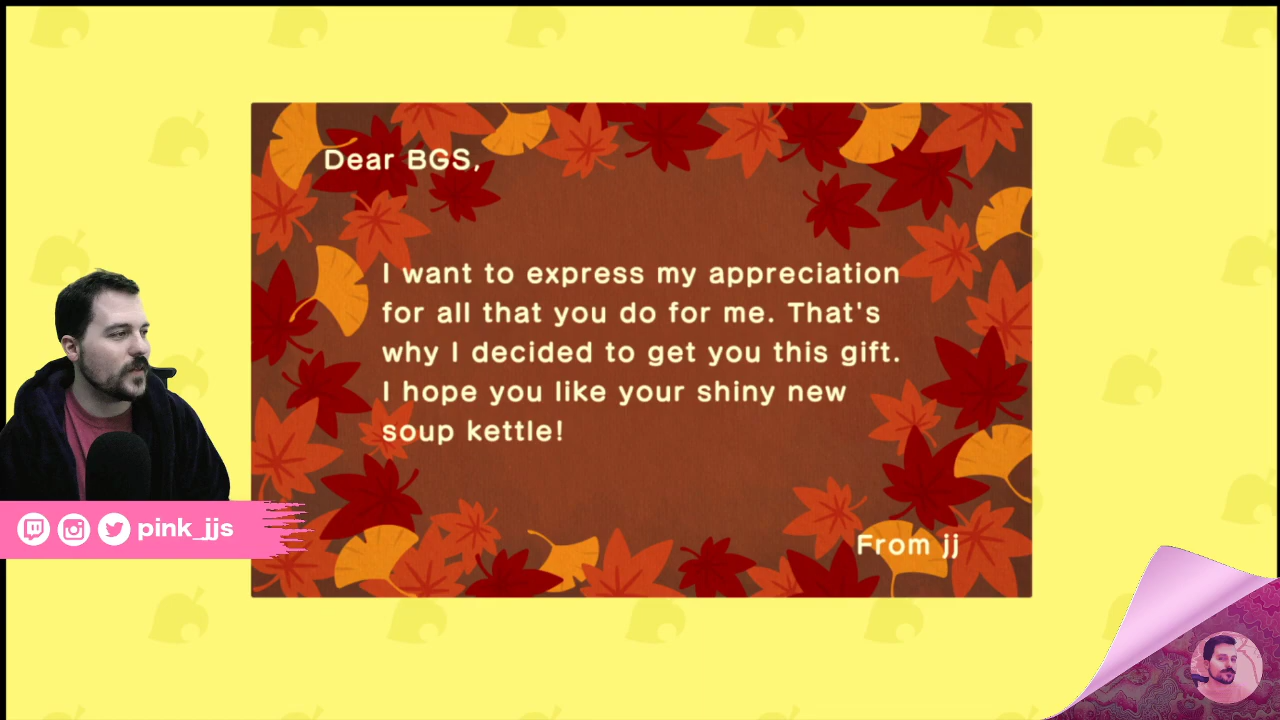 Dear BGS,
I want to express my appreciation
for all that you do for me. That's
why I decided to get you this gift.
I hope you like your shiny new
soup kettle!
From jj
pink_jjs